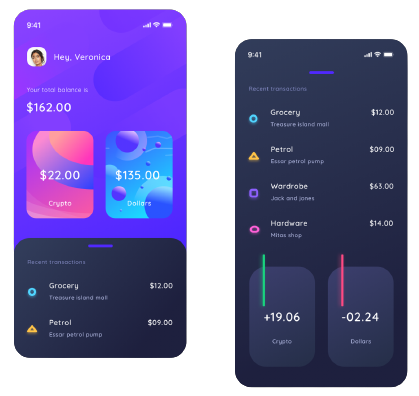 9:41
Hey, Veronica
Your total balance is
$162.00
$22.00
Crypto
$135.00
Dollars
Recent transactions
Grocery
$12.00
Treasure island mall
Petrol
$09.00
Essar petrol pump
9:41
Recent transactions
Grocery
$12.00
Treasure island mall
Petrol
$09.00
Essar petrol pump
Wardrobe
$63.00
Jack and jones
Hardware
$14.00
Mitas shop
+19.06
Crypto
-02.24
Dollars